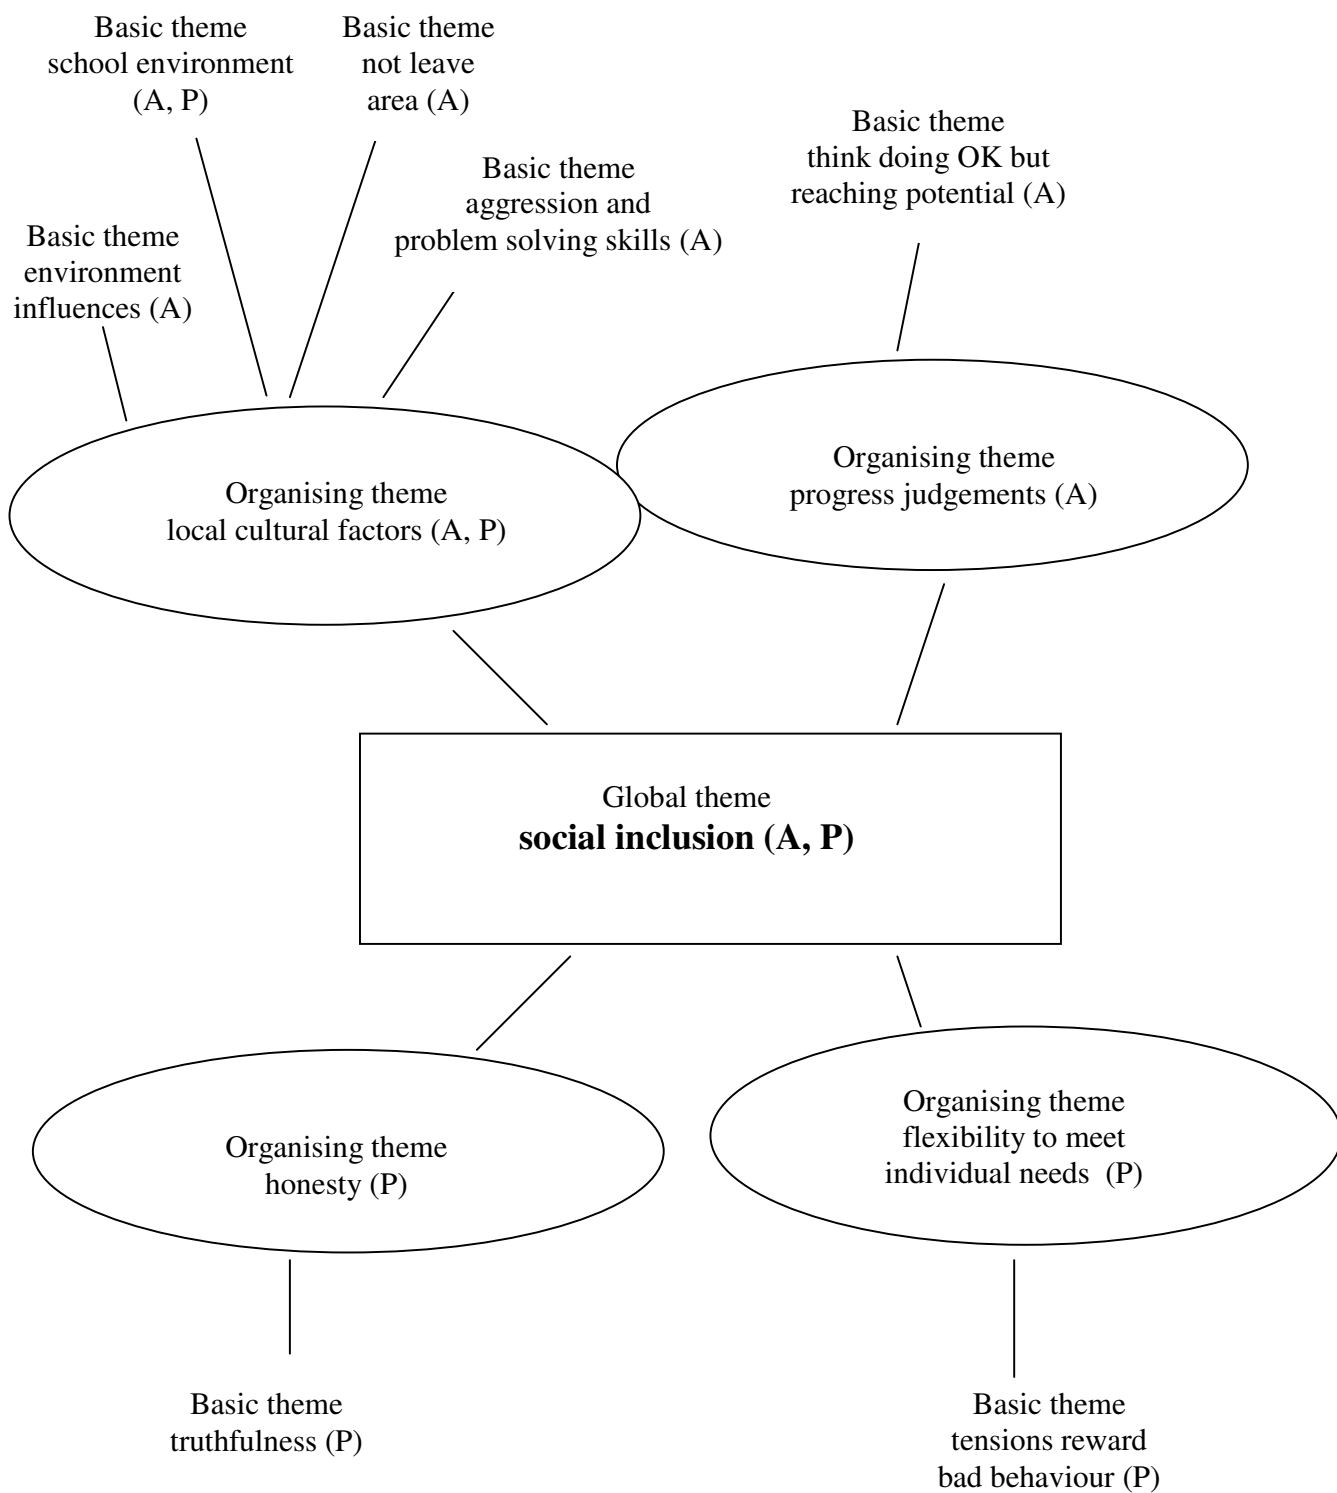 Basic theme
school environment
(A, P)
Basic theme
not leave
area (A)
Basic theme
think doing OK but
reaching potential (A)
Basic theme
aggression and
problem solving skills (A)
Basic theme
environment
influences (A)
Organising theme
local cultural factors (A, P)
Organising theme
progress judgements (A)
Global theme
social inclusion (A, P)
Organising theme
honesty (P)
Organising theme
flexibility to meet
individual needs  (P)
Basic theme
truthfulness (P)
Basic theme
tensions reward
bad behaviour (P)